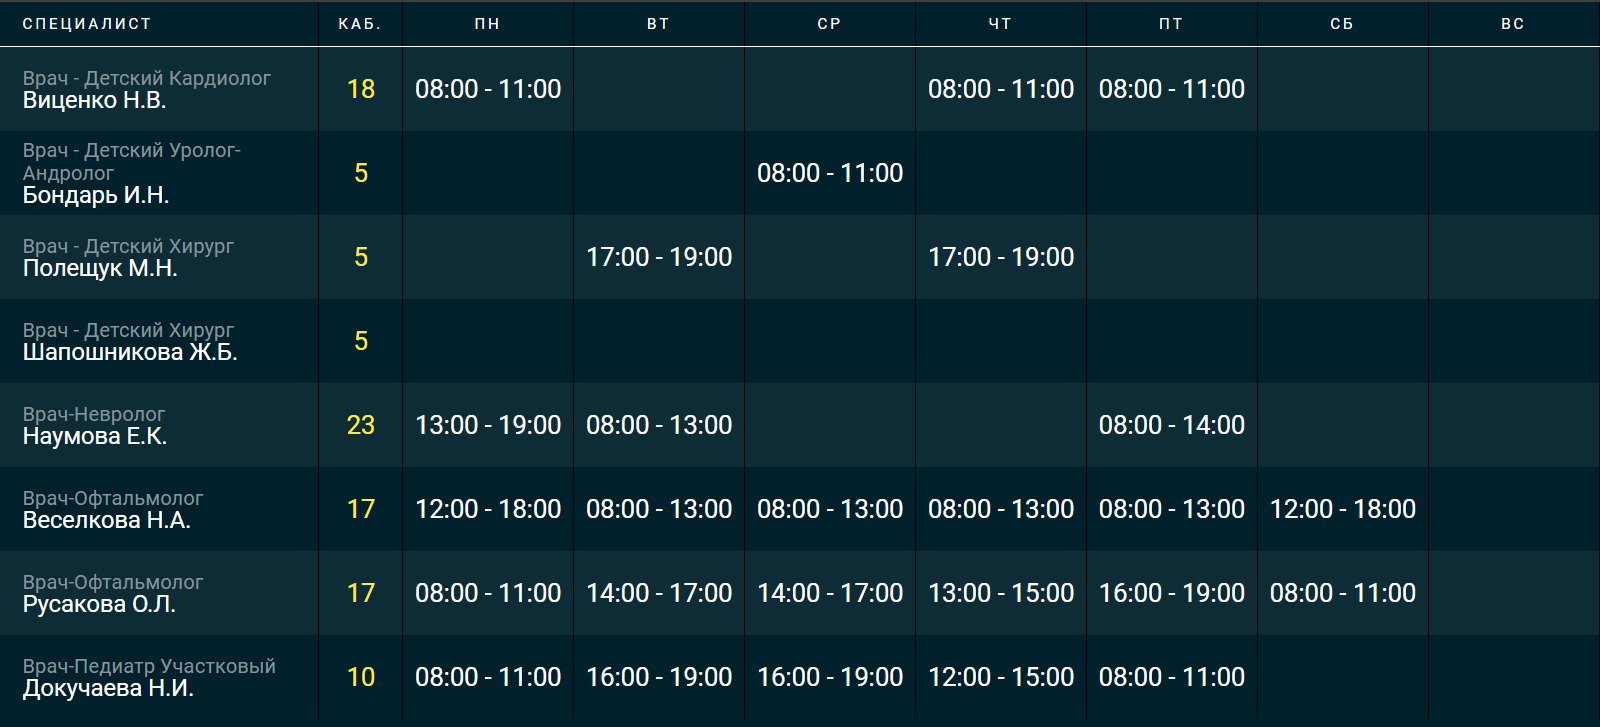 СПЕЦИАЛИСТ КАБ. ПН ВТ СР ЧТ ПТ СБ ВС
Врач - Детский Кардиолог
Виценко Н.В.
18 08:00 - 11:00 08:00 - 11:00 08:00 - 11:00
Врач - Детский Уролог-
Андролог
Бондарь И.Н.
5 08:00 - 11:00
Врач - Детский Хирург
Полещук М.Н.
5 17:00 - 19:00 17:00 - 19:00
Врач - Детский Хирург
Шапошникова Ж.Б.
5
Врач-Невролог
Наумова Е.К.
23 13:00 - 19:00 08:00 - 13:00 08:00 - 14:00
Врач-Офтальмолог
Веселкова Н.А.
17 12:00 - 18:00 08:00 - 13:00 08:00 - 13:00 08:00 - 13:00 08:00 - 13:00 12:00 - 18:00
Врач-Офтальмолог
Русакова О.Л.
17 08:00 - 11:00 14:00 - 17:00 14:00 - 17:00 13:00 - 15:00 16:00 - 19:00 08:00 - 11:00
Врач-Педиатр Участковый
Докучаева Н.И.
10 08:00 - 11:00 16:00 - 19:00 16:00 - 19:00 12:00 - 15:00 08:00 - 11:00